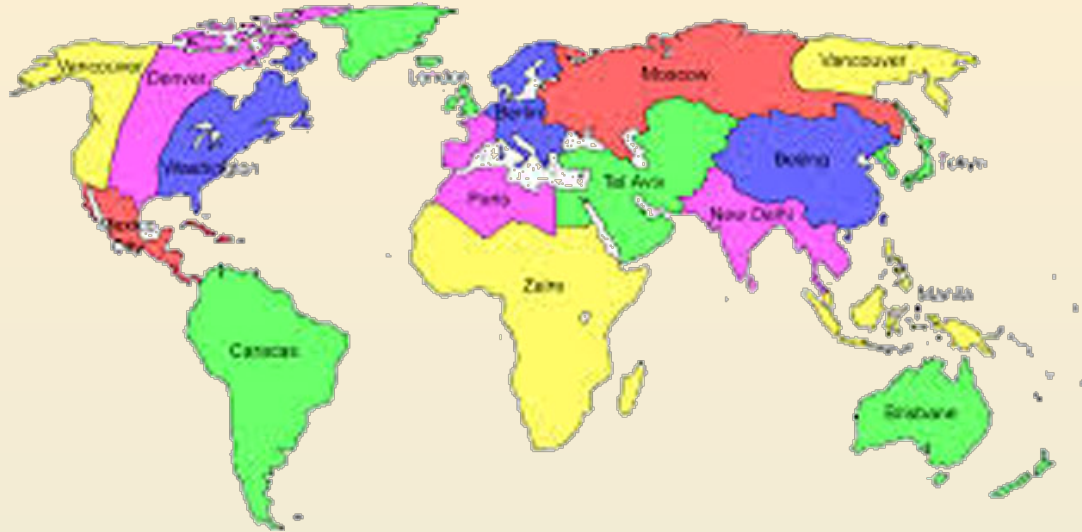 Vancouver
Denver
Washington
Mexico
City
Caracas
London
Berlin
Paris
Zaire
Moscow
Tel Aviv
Vancouver
Beijing
New Delhi
Tokyo
Manila
Brisbane